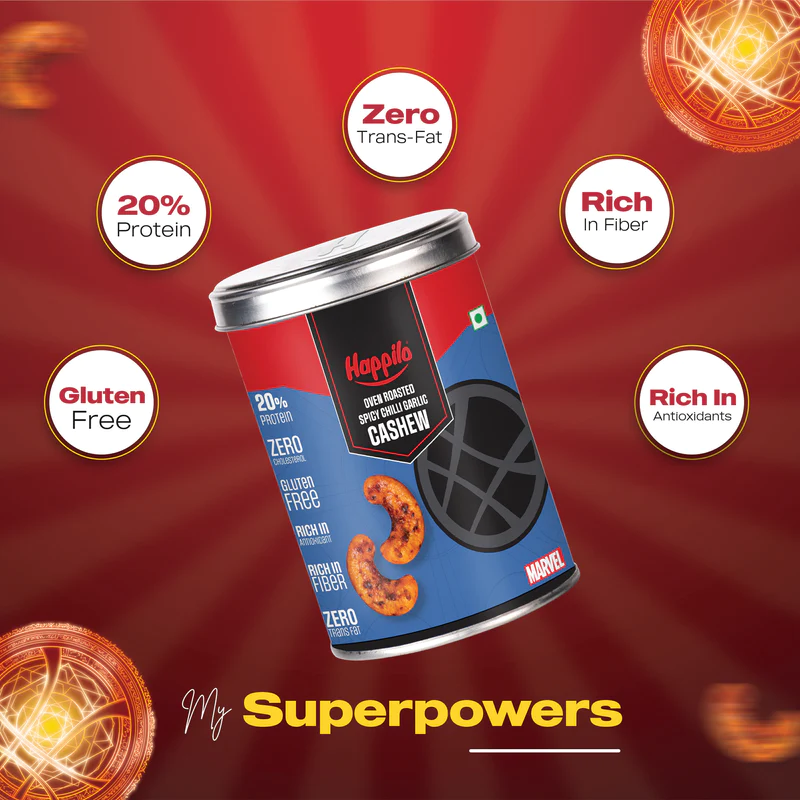 Zero
Trans-Fat
20%
Protein
Rich
In Fiber
Gluten
Free
Rich In
Antioxidants
Happilo
OVEN ROASTED
SPICY CHILLI GARLIC
CASHEW
20%
PROTEIN
ZERO
CHOLESTEROL
GLUTEN
FREE
RICH IN
ANTIOXIDANT
RICH IN
FIBER
ZERO
TRANS FAT
MARVEL
My Superpowers